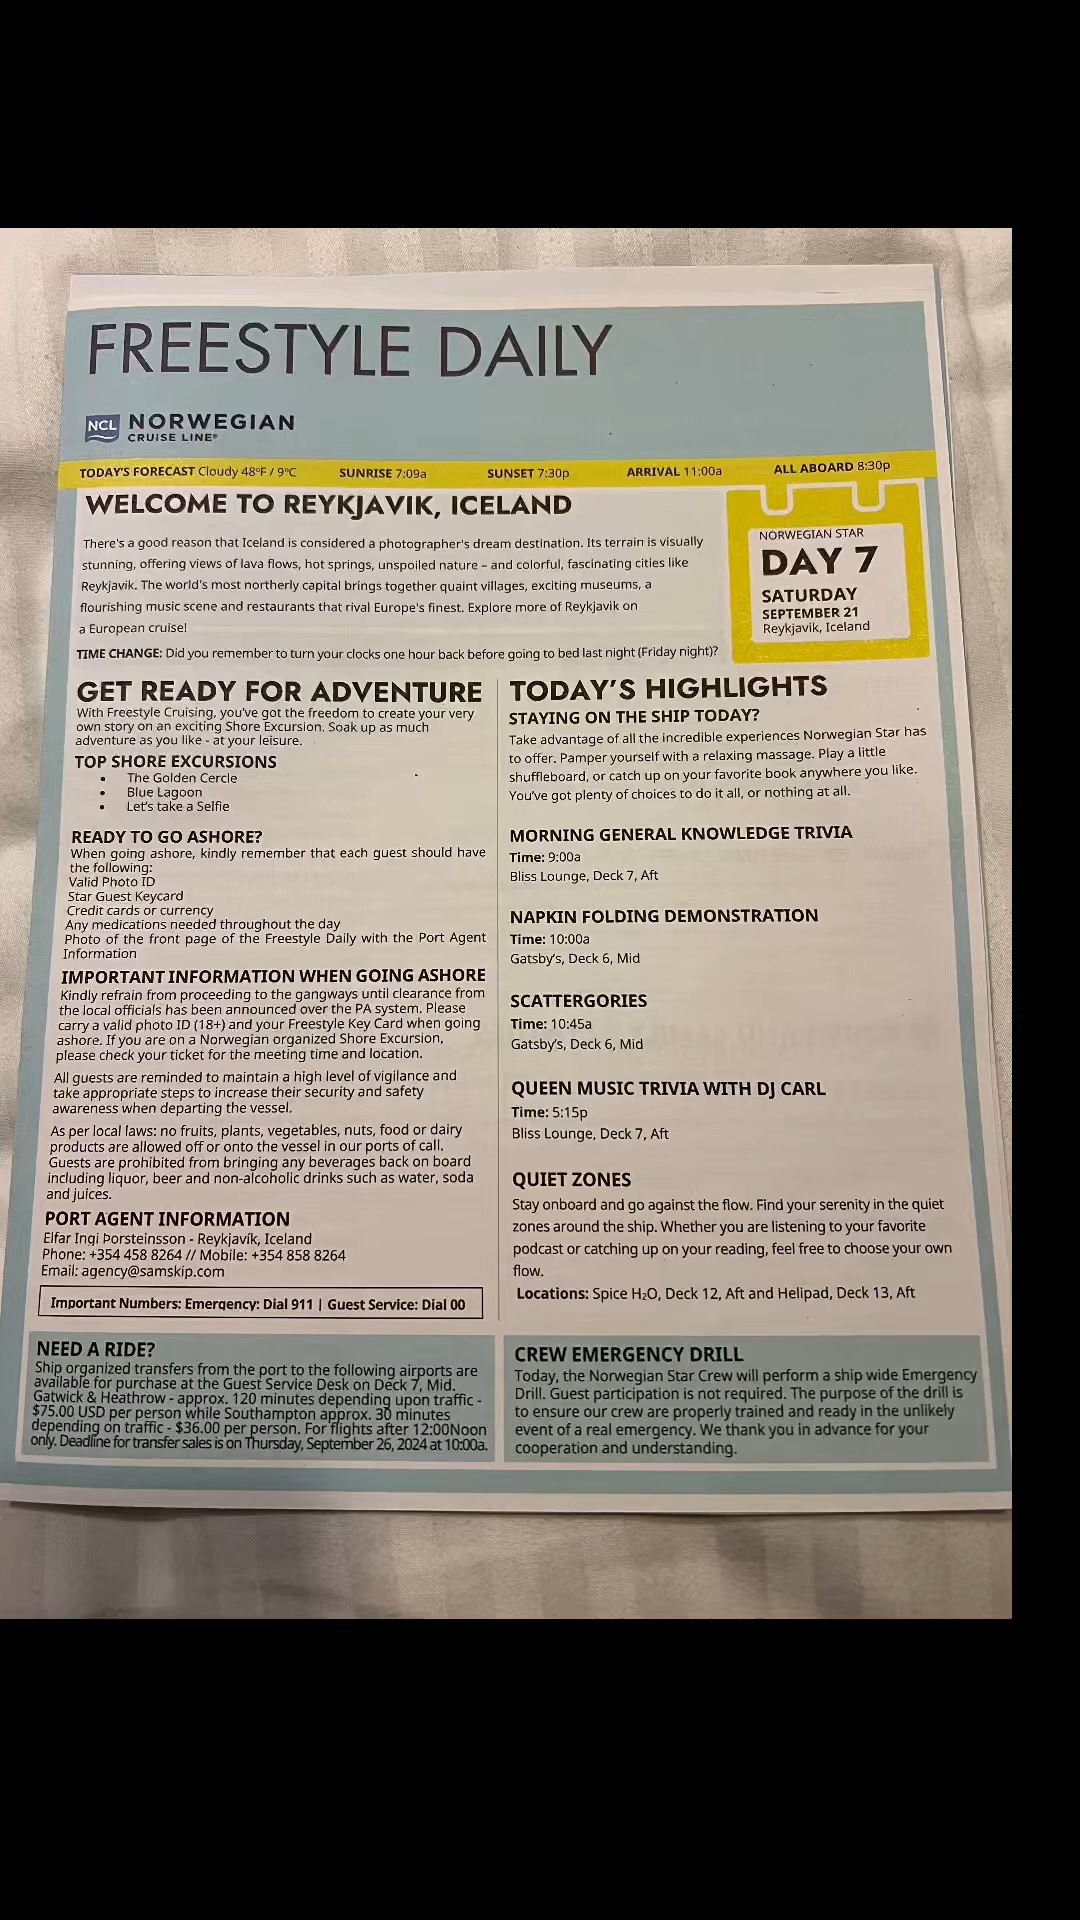 FREESTYLE DAILY
NCL NORWEGIAN
CRUISE LINE®
TODAY'S FORECAST Cloudy 48°F / 9°C SUNRISE 7:09a SUNSET 7:30p ARRIVAL 11:00a ALL ABOARD 8:30p
WELCOME TO REYKJAVIK, ICELAND
There's a good reason that Iceland is considered a photographer's dream destination. Its terrain is visually
stunning, offering views of lava flows, hot springs, unspoiled nature – and colorful, fascinating cities like
Reykjavik. The world's most northerly capital brings together quaint villages, exciting museums, a
flourishing music scene and restaurants that rival Europe's finest. Explore more of Reykjavik on
a European cruise!
TIME CHANGE: Did you remember to turn your clocks one hour back before going to bed last night (Friday night)?
NORWEGIAN STAR
DAY 7
SATURDAY
SEPTEMBER 21
Reykjavik, Iceland
GET READY FOR ADVENTURE
With Freestyle Cruising, you've got the freedom to create your very
own story on an exciting Shore Excursion. Soak up as much
adventure as you like - at your leisure.
TOP SHORE EXCURSIONS
• The Golden Cercle
• Blue Lagoon
• Let's take a Selfie
READY TO GO ASHORE?
When going ashore, kindly remember that each guest should have
the following:
Valid Photo ID
Star Guest Keycard
Credit cards or currency
Any medications needed throughout the day
Photo of the front page of the Freestyle Daily with the Port Agent
Information
IMPORTANT INFORMATION WHEN GOING ASHORE
Kindly refrain from proceeding to the gangways until clearance from
the local officials has been announced over the PA system. Please
carry a valid photo ID (18+) and your Freestyle Key Card when going
ashore. If you are on a Norwegian organized Shore Excursion,
please check your ticket for the meeting time and location.
All guests are reminded to maintain a high level of vigilance and
take appropriate steps to increase their security and safety
awareness when departing the vessel.
As per local laws: no fruits, plants, vegetables, nuts, food or dairy
products are allowed off or onto the vessel in our ports of call.
Guests are prohibited from bringing any beverages back on board
including liquor, beer and non-alcoholic drinks such as water, soda
and juices.
PORT AGENT INFORMATION
Elfar Ingi Þorsteinsson - Reykjavík, Iceland
Phone: +354 458 8264 // Mobile: +354 858 8264
Email: agency@samskip.com
Important Numbers: Emergency: Dial 911 | Guest Service: Dial 00
TODAY'S HIGHLIGHTS
STAYING ON THE SHIP TODAY?
Take advantage of all the incredible experiences Norwegian Star has
to offer. Pamper yourself with a relaxing massage. Play a little
shuffleboard, or catch up on your favorite book anywhere you like.
You've got plenty of choices to do it all, or nothing at all.
MORNING GENERAL KNOWLEDGE TRIVIA
Time: 9:00a
Bliss Lounge, Deck 7, Aft
NAPKIN FOLDING DEMONSTRATION
Time: 10:00a
Gatsby's, Deck 6, Mid
SCATTERGORIES
Time: 10:45a
Gatsby's, Deck 6, Mid
QUEEN MUSIC TRIVIA WITH DJ CARL
Time: 5:15p
Bliss Lounge, Deck 7, Aft
QUIET ZONES
Stay onboard and go against the flow. Find your serenity in the quiet
zones around the ship. Whether you are listening to your favorite
podcast or catching up on your reading, feel free to choose your own
flow.
Locations: Spice H₂O, Deck 12, Aft and Helipad, Deck 13, Aft
NEED A RIDE?
Ship organized transfers from the port to the following airports are
available for purchase at the Guest Service Desk on Deck 7, Mid.
Gatwick & Heathrow - approx. 120 minutes depending upon traffic -
$75.00 USD per person while Southampton approx. 30 minutes
depending on traffic - $36.00 per person. For flights after 12:00Noon
only. Deadline for transfer sales is on Thursday, September 26, 2024 at 10:00a.
CREW EMERGENCY DRILL
Today, the Norwegian Star Crew will perform a ship wide Emergency
Drill. Guest participation is not required. The purpose of the drill is
to ensure our crew are properly trained and ready in the unlikely
event of a real emergency. We thank you in advance for your
cooperation and understanding.